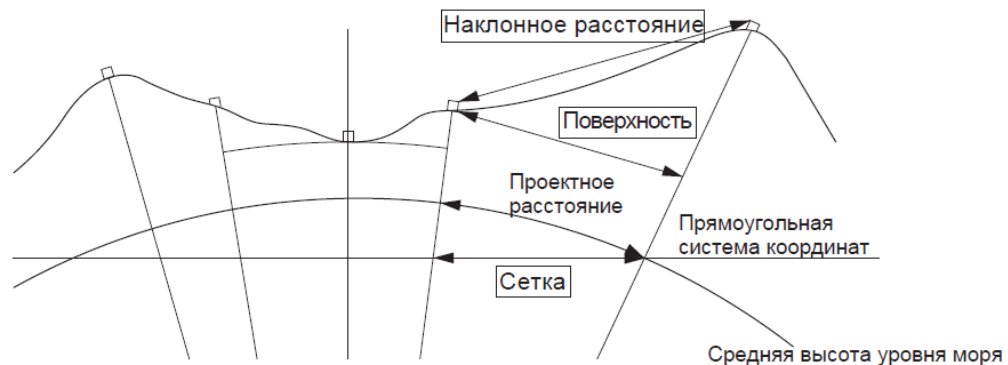 Наклонное расстояние
Поверхность
Проектное
расстояние
Прямоугольная
система координат
Сетка
Средняя высота уровня моря